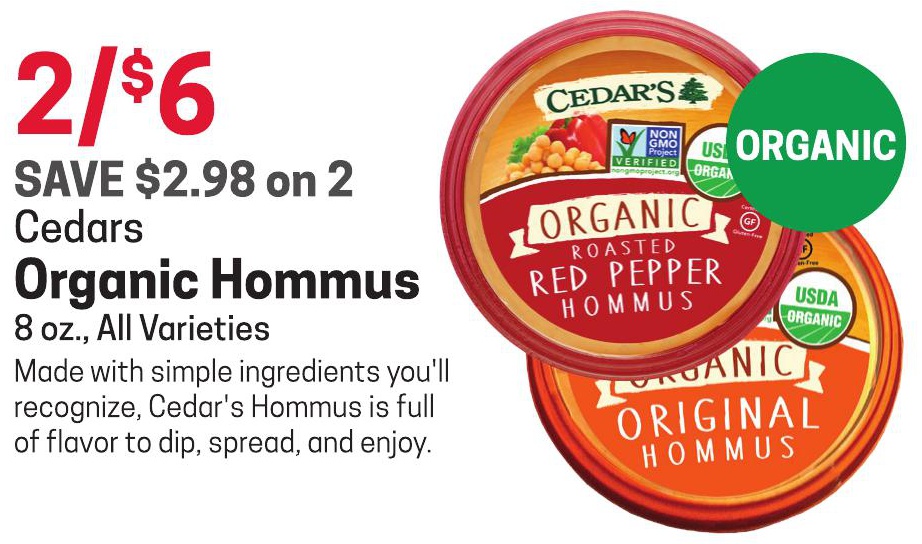 2/$6
SAVE $2.98 on 2
Cedars
Organic Hommus
8 oz., All Varieties
Made with simple ingredients you'll
recognize, Cedar's Hommus is full
of flavor to dip, spread, and enjoy.
CEDAR'S
NON
GMO
Project
VERIFIED
nongmoproject.org
ORGANIC
GF
Gluten-Free
ORGANIC
ROASTED
RED PEPPER
HOMMUS
USDA
ORGANIC
ORGANIC
ORIGINAL
HOMMUS